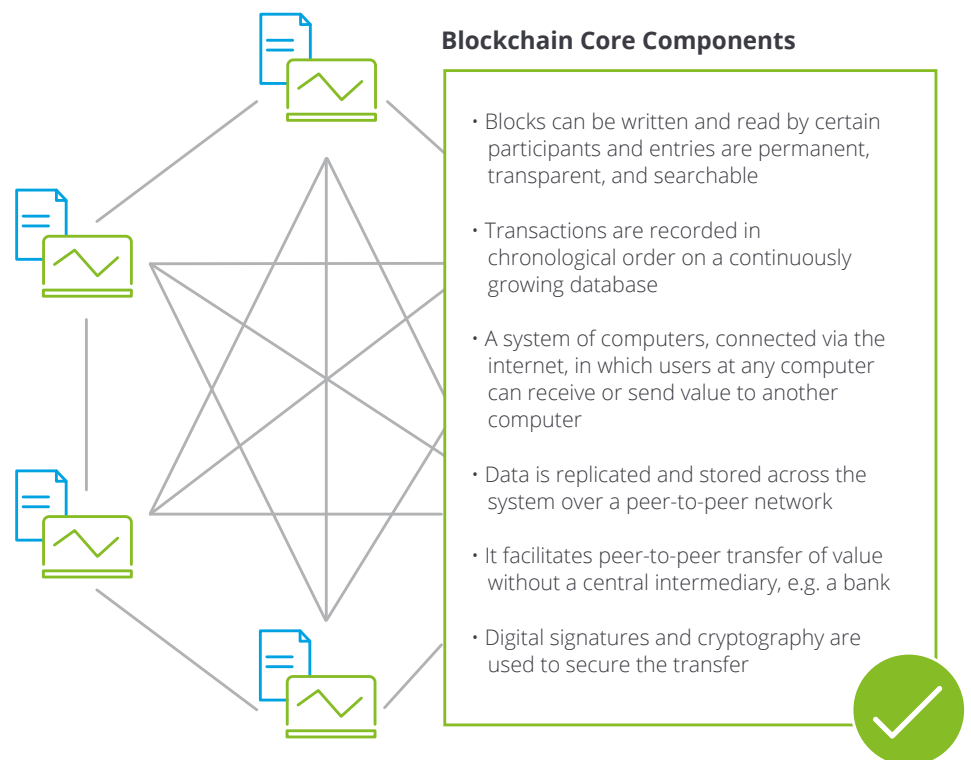 Blockchain Core Components
• Blocks can be written and read by certain
participants and entries are permanent,
transparent, and searchable
• Transactions are recorded in
chronological order on a continuously
growing database
• A system of computers, connected via the
internet, in which users at any computer
can receive or send value to another
computer
• Data is replicated and stored across the
system over a peer-to-peer network
• It facilitates peer-to-peer transfer of value
without a central intermediary, e.g. a bank
• Digital signatures and cryptography are
used to secure the transfer